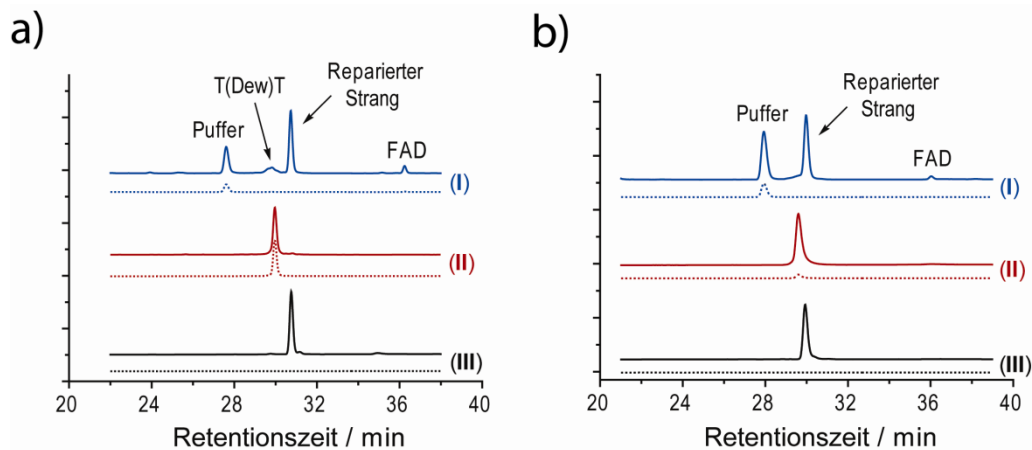 a)
T(Dew)T
Reparierter
Strang
Puffer
FAD
(I)
(II)
(III)
20 24 28 32 36 40
Retentionszeit / min
b)
Reparierter
Strang
Puffer
FAD
(I)
(II)
(III)
20 24 28 32 36 40
Retentionszeit / min